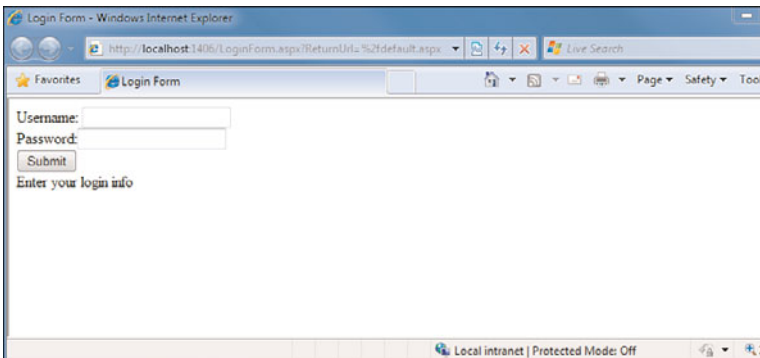 Login Form - Windows Internet Explorer
http://localhost:1406/LoginForm.aspx?ReturnUrl=%2fdefault.aspx
Live Search
Favorites
Login Form
Page
Safety
Username:
Password:
Submit
Enter your login info
Local intranet | Protected Mode: Off